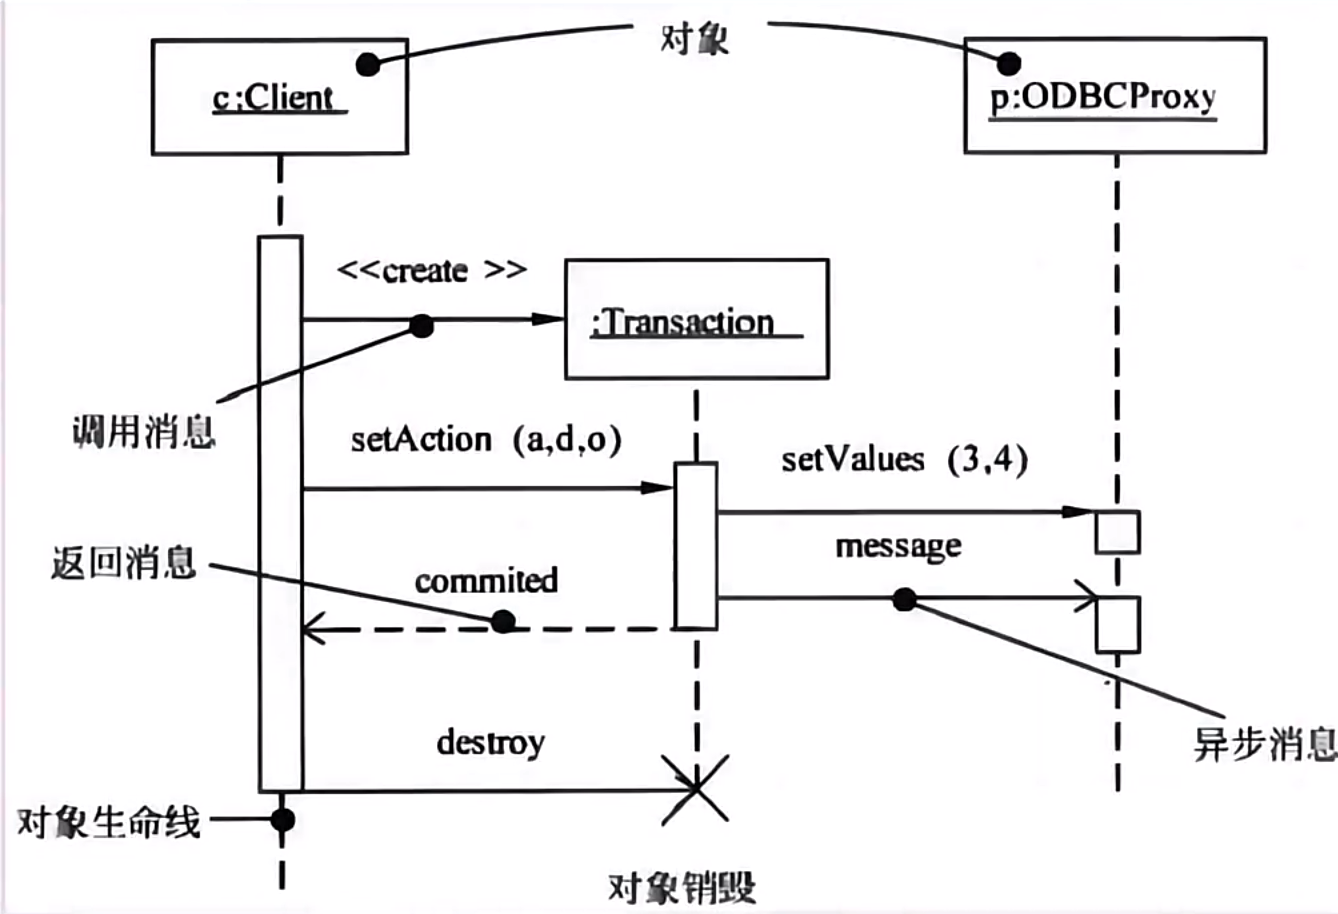 对象
c:Client
p:ODBCProxy
<<create >>
:Transaction
调用消息
setAction (a,d,o)
setValues (3,4)
返回消息
commited
message
destroy
异步消息
对象生命线
对象销毁